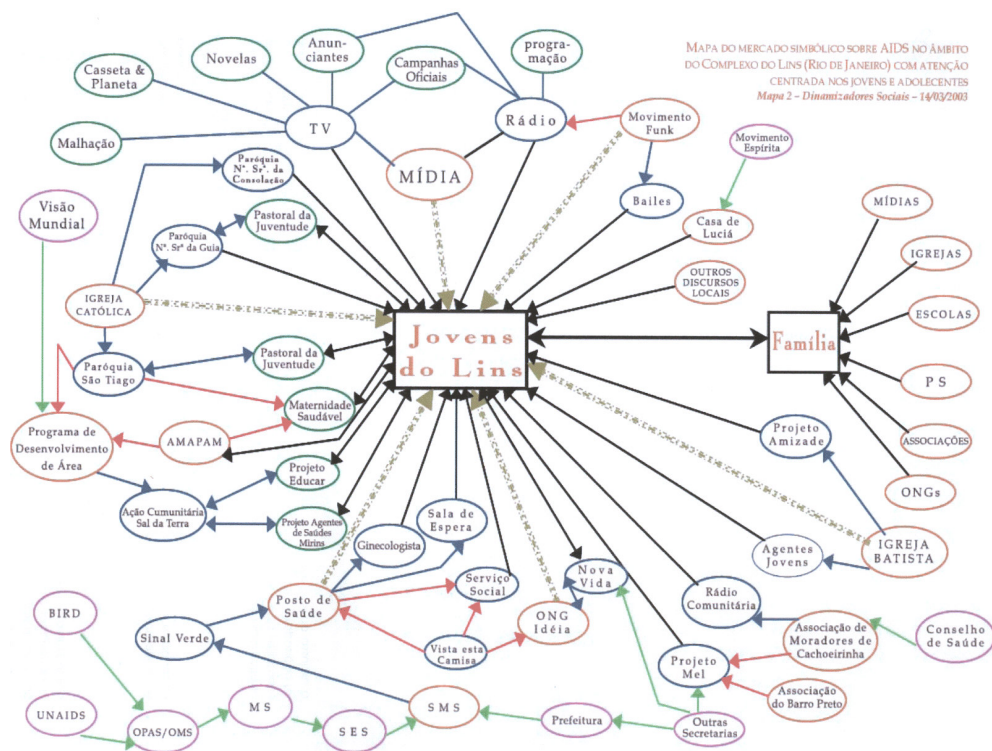 MAPA DO MERCADO SIMBÓLICO SOBRE AIDS NO ÂMBITO
DO COMPLEXO DO LINS (RIO DE JANEIRO) COM ATENÇÃO
CENTRADA NOS JOVENS E ADOLECENTES
Mapa 2 – Dinamizadores Sociais – 14/03/2003
Casseta &
Planeta
Novelas
Anun-
ciantes
Campanhas
Oficiais
progra-
mação
Malhação
TV
Rádio
MÍDIA
Movimento
Funk
Movimento
Espírita
Bailes
Casa de
Luciá
OUTROS
DISCURSOS
LOCAIS
Visão
Mundial
Paróquia
Nª. Srª. da
Consolação
Paróquia
Nª. Srª da Guia
Pastoral da
Juventude
IGREJA
CATÓLICA
Paróquia
São Tiago
Pastoral da
Juventude
Maternidade
Saudável
Programa de
Desenvolvimento
de Área
AMAPAM
Ação Cumunitária
Sal da Terra
Projeto
Educar
Projeto Agentes
de Saúdes
Mirins
Jovens
do Lins
Família
MÍDIAS
IGREJAS
ESCOLAS
P S
ASSOCIAÇÕES
ONGs
Projeto
Amizade
IGREJA
BATISTA
Agentes
Jovens
Ginecologista
Sala de
Espera
Serviço
Social
Posto de
Saúde
Nova
Vida
ONG
Idéia
Vista esta
Camisa
Rádio
Comunitária
Associação de
Moradores de
Cachoeirinha
Conselho
de Saúde
Projeto
Mel
Associação
do Barro Preto
BIRD
Sinal Verde
UNAIDS
OPAS/OMS
MS
SES
SMS
Prefeitura
Outras
Secretarias